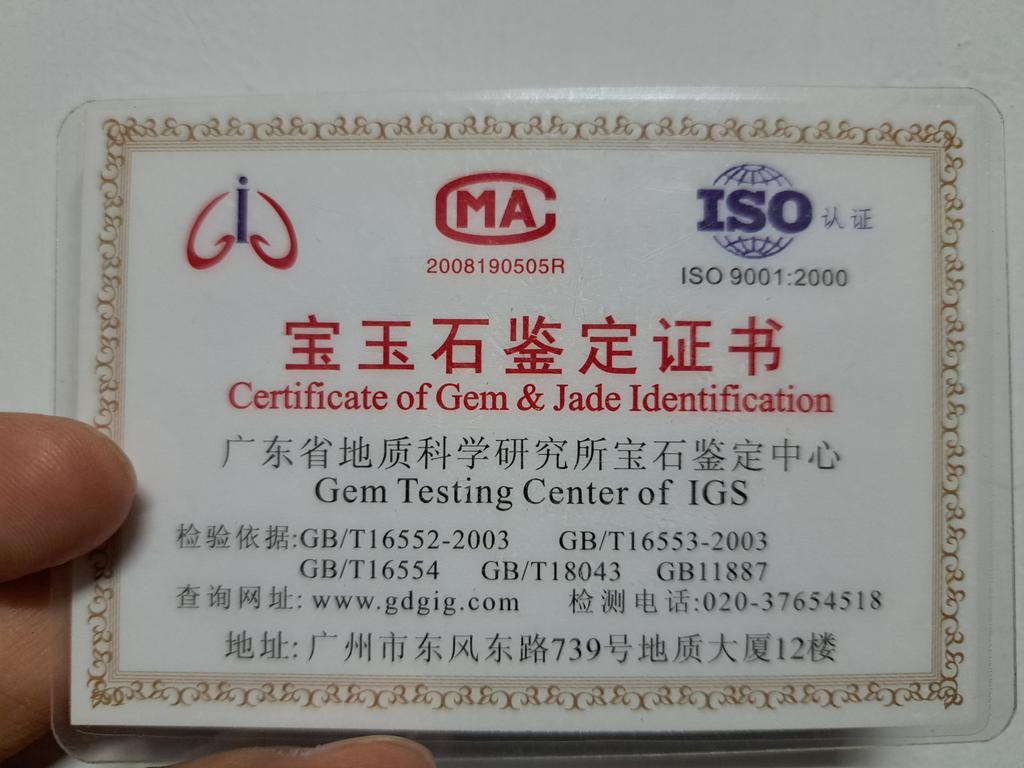 i
CMA
2008190505R
ISO 认证
ISO 9001:2000
宝玉石鉴定证书
Certificate of Gem & Jade Identification
广东省地质科学研究所宝石鉴定中心
Gem Testing Center of IGS
检验依据:GB/T16552-2003 GB/T16553-2003
GB/T16554 GB/T18043 GB11887
查询网址: www.gdgig.com 检测电话:020-37654518
地址: 广州市东风东路739号地质大厦12楼